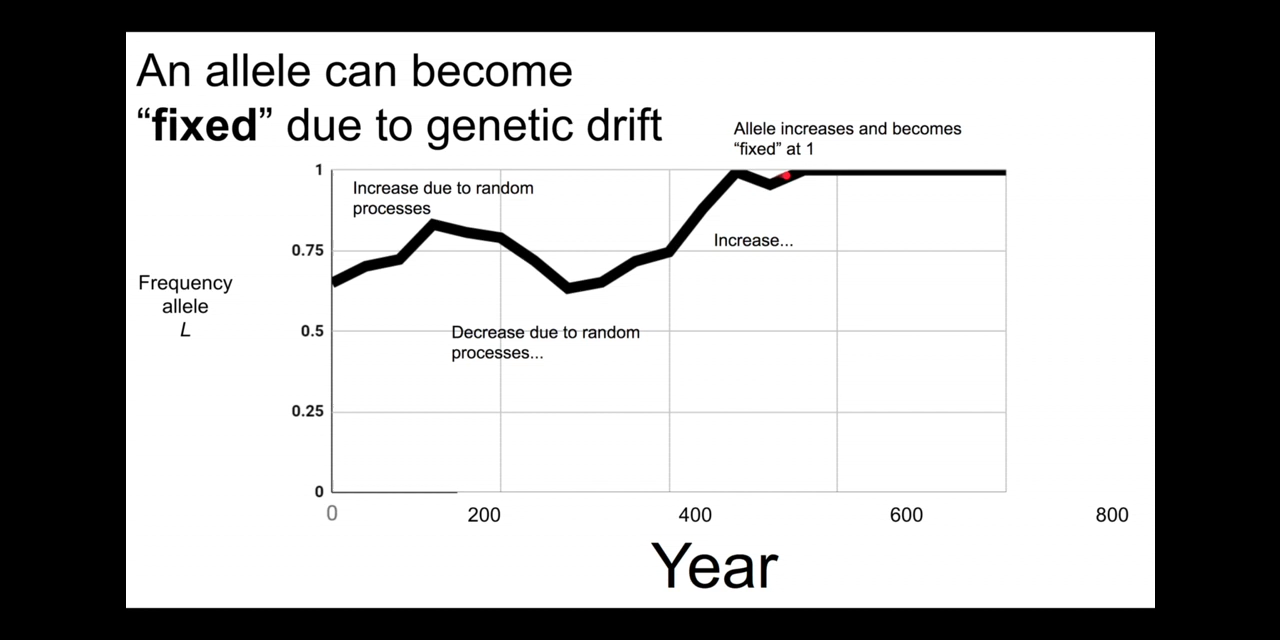 An allele can become
“fixed” due to genetic drift
Allele increases and becomes
“fixed” at 1
1
Increase due to random
processes
0.75
Increase...
Frequency
allele
L
0.5
Decrease due to random
processes...
0.25
0
0 200 400 600 800
Year